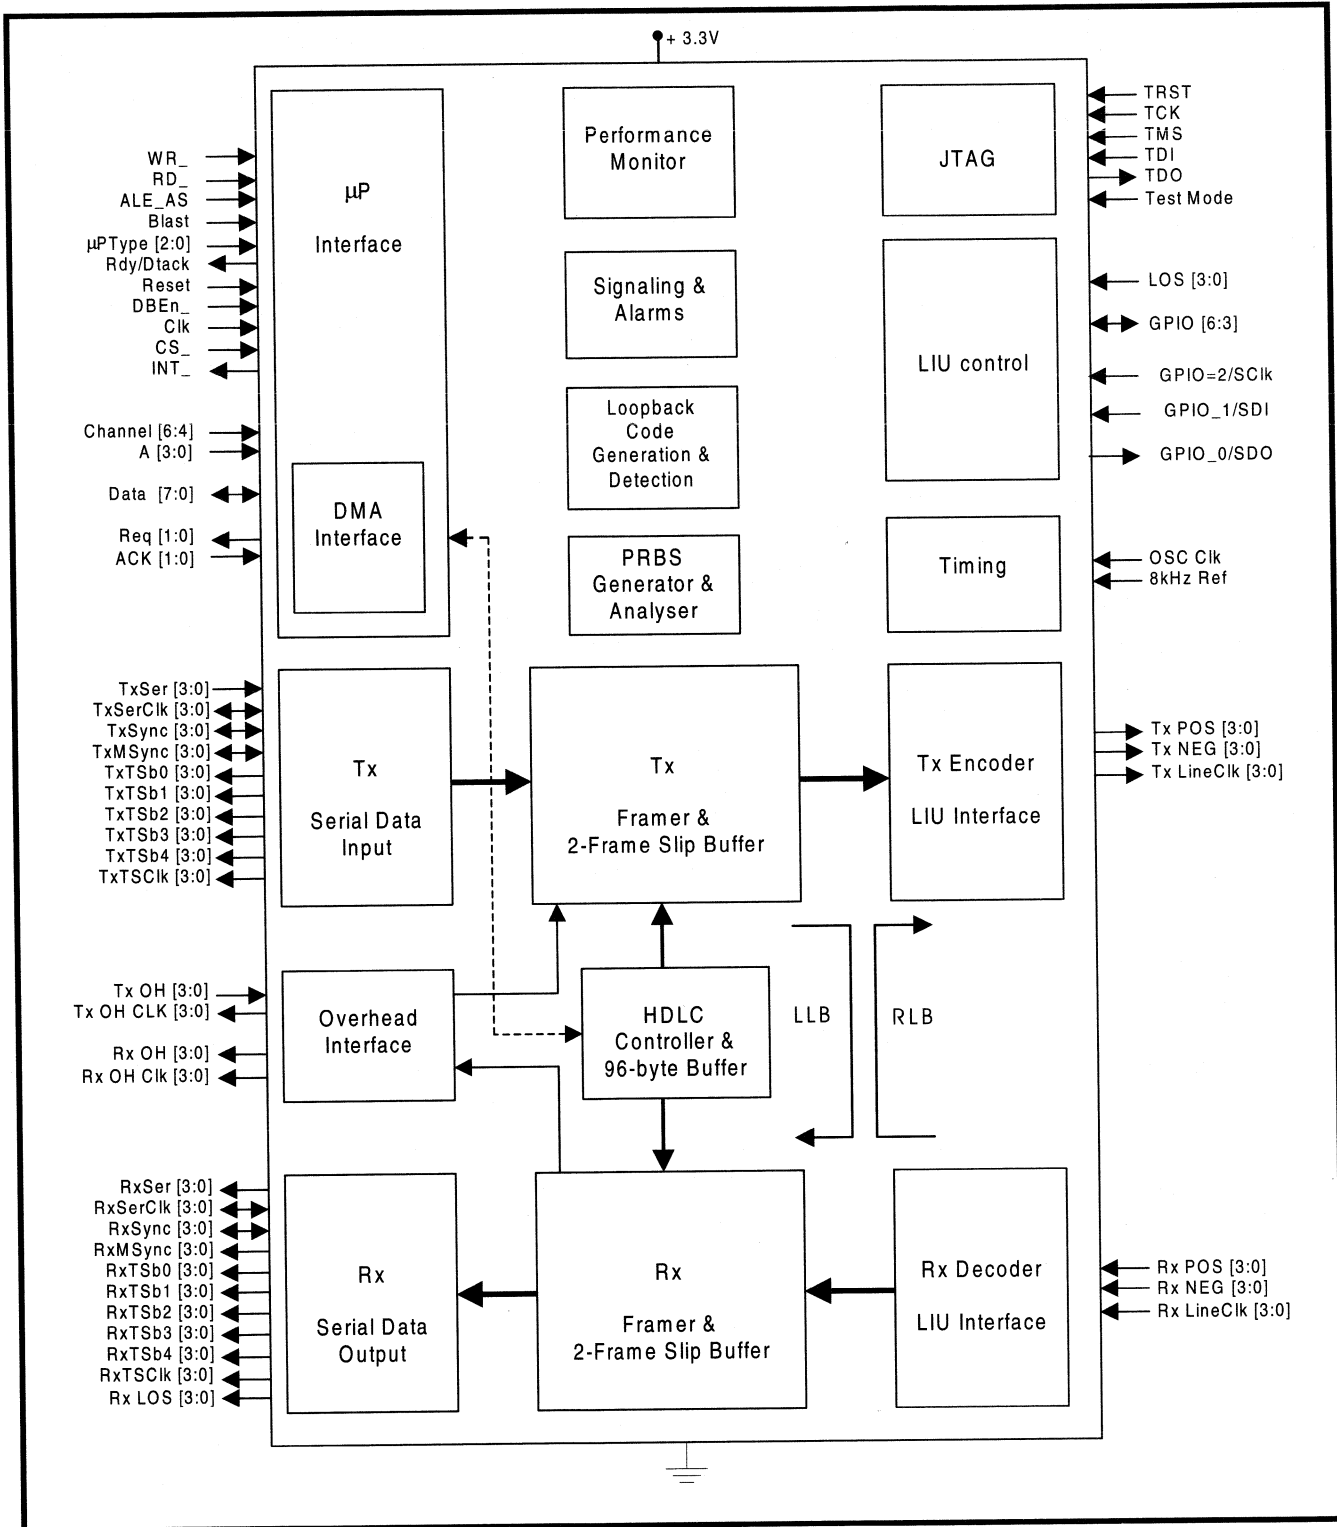 + 3.3V
WR_
RD_
ALE_AS
Blast
µPType [2:0]
Rdy/Dtack
Reset
DBEn_
Clk
CS_
INT_
Channel [6:4]
A [3:0]
Data [7:0]
Req [1:0]
ACK [1:0]
µP
Interface
DMA
Interface
Performance
Monitor
Signaling &
Alarms
Loopback
Code
Generation &
Detection
PRBS
Generator &
Analyser
JTAG
LIU control
Timing
TRST
TCK
TMS
TDI
TDO
Test Mode
LOS [3:0]
GPIO [6:3]
GPIO=2/SClk
GPIO_1/SDI
GPIO_0/SDO
OSC Clk
8kHz Ref
TxSer [3:0]
TxSerClk [3:0]
TxSync [3:0]
TxMSync [3:0]
TxTSb0 [3:0]
TxTSb1 [3:0]
TxTSb2 [3:0]
TxTSb3 [3:0]
TxTSb4 [3:0]
TxTSClk [3:0]
Tx
Serial Data
Input
Tx
Framer &
2-Frame Slip Buffer
Tx Encoder
LIU Interface
Tx POS [3:0]
Tx NEG [3:0]
Tx LineClk [3:0]
Tx OH [3:0]
Tx OH CLK [3:0]
Rx OH [3:0]
Rx OH Clk [3:0]
Overhead
Interface
HDLC
Controller &
96-byte Buffer
LLB
RLB
RxSer [3:0]
RxSerClk [3:0]
RxSync [3:0]
RxMSync [3:0]
RxTSb0 [3:0]
RxTSb1 [3:0]
RxTSb2 [3:0]
RxTSb3 [3:0]
RxTSb4 [3:0]
RxTSClk [3:0]
Rx LOS [3:0]
Rx
Serial Data
Output
Rx
Framer &
2-Frame Slip Buffer
Rx Decoder
LIU Interface
Rx POS [3:0]
Rx NEG [3:0]
Rx LineClk [3:0]